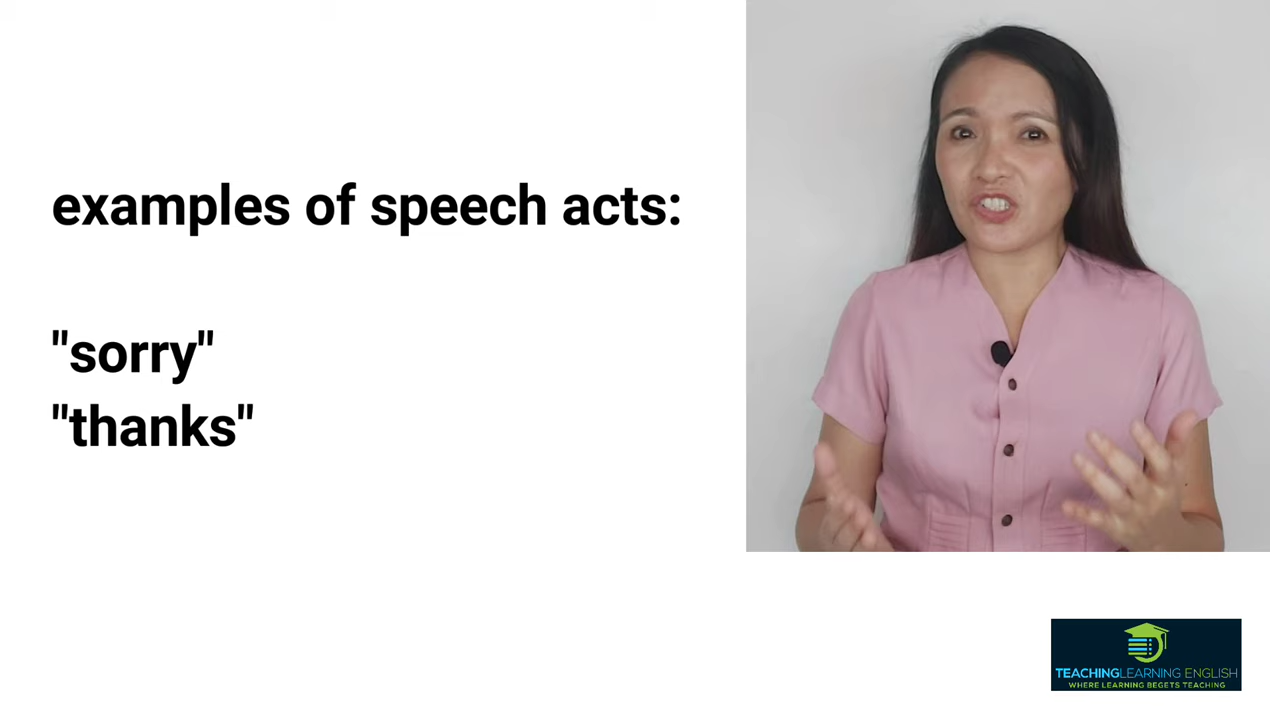 examples of speech acts:
"sorry"
"thanks"
TEACHINGLEARNING ENGLISH
WHERE LEARNING BEGETS TEACHING